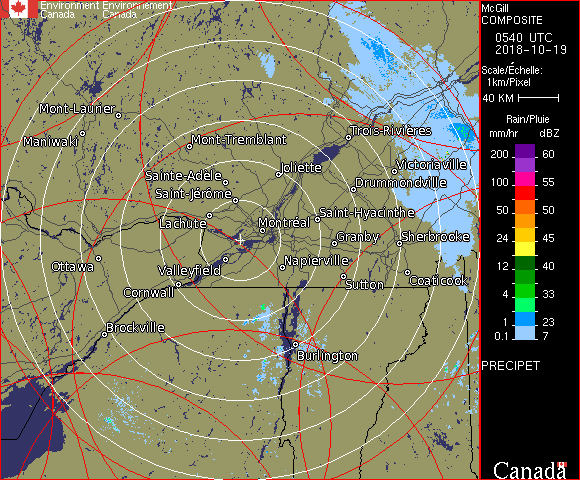 Environment Environnement
Canada Canada
McGill
COMPOSITE
0540 UTC
2018-10-19
Scale/Échelle:
1km/Pixel
40 KM
Rain/Pluie
mm/hr dBZ
200 60
100 55
50 50
24 45
12 40
4 33
1 23
0.1 7
PRECIPET
Canada
Mont-Laurier
Maniwaki
Mont-Tremblant
Trois-Rivières
Sainte-Adèle
Joliette
Victoriaville
Saint-Jérôme
Drummondville
Lachute
Montréal
Saint-Hyacinthe
Granby
Sherbrooke
Ottawa
Valleyfield
Napierville
Cornwall
Sutton
Coaticook
Brockville
Burlington